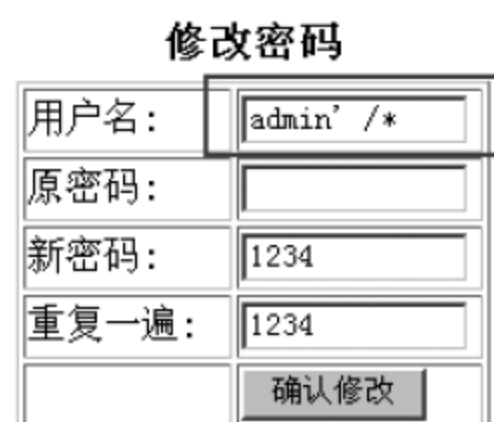 修改密码
用户名： admin' /*
原密码：
新密码： 1234
重复一遍： 1234
确认修改